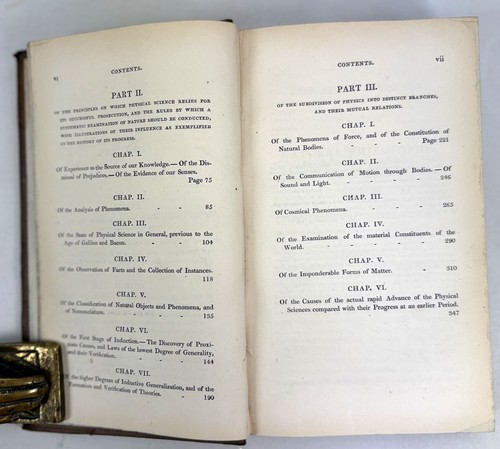 vi
CONTENTS.
PART II.
OF THE PRINCIPLES ON WHICH PHYSICAL SCIENCE RELIES FOR
ITS SUCCESSFUL PROSECUTION, AND THE RULES BY WHICH A
SYSTEMATIC EXAMINATION OF NATURE SHOULD BE CONDUCTED,
WITH ILLUSTRATIONS OF THEIR INFLUENCE AS EXEMPLIFIED
IN THE HISTORY OF ITS PROGRESS.
CHAP. I.
Of Experience as the Source of our Knowledge.—Of the Dis-
missal of Prejudices.—Of the Evidence of our Senses.
Page 75
CHAP. II.
Of the Analysis of Phenomena. - - - 85
CHAP. III.
Of the State of Physical Science in General, previous to the
Age of Galileo and Bacon. - - - 104
CHAP. IV.
Of the Observation of Facts and the Collection of Instances.
118
CHAP. V.
Of the Classification of Natural Objects and Phenomena, and
of Nomenclature. - - - - 135
CHAP. VI.
Of the First Stage of Induction.—The Discovery of Proxi-
mate Causes, and Laws of the lowest Degree of Generality,
and their Verification. - - - 144
CHAP. VII.
Of the higher Degrees of Inductive Generalization, and of the
Formation and Verification of Theories. - - 190
CONTENTS.
vii
PART III.
OF THE SUBDIVISION OF PHYSICS INTO DISTINCT BRANCHES,
AND THEIR MUTUAL RELATIONS.
CHAP. I.
Of the Phenomena of Force, and of the Constitution of
Natural Bodies. - - - Page 221
CHAP. II.
Of the Communication of Motion through Bodies.—Of
Sound and Light. - - - - 246
CHAP. III.
Of Cosmical Phenomena. - - - 265
CHAP. IV.
Of the Examination of the material Constituents of the
World. - - - - - 290
CHAP. V.
Of the Imponderable Forms of Matter. - 310
CHAP. VI.
Of the Causes of the actual rapid Advance of the Physical
Sciences compared with their Progress at an earlier Period.
347